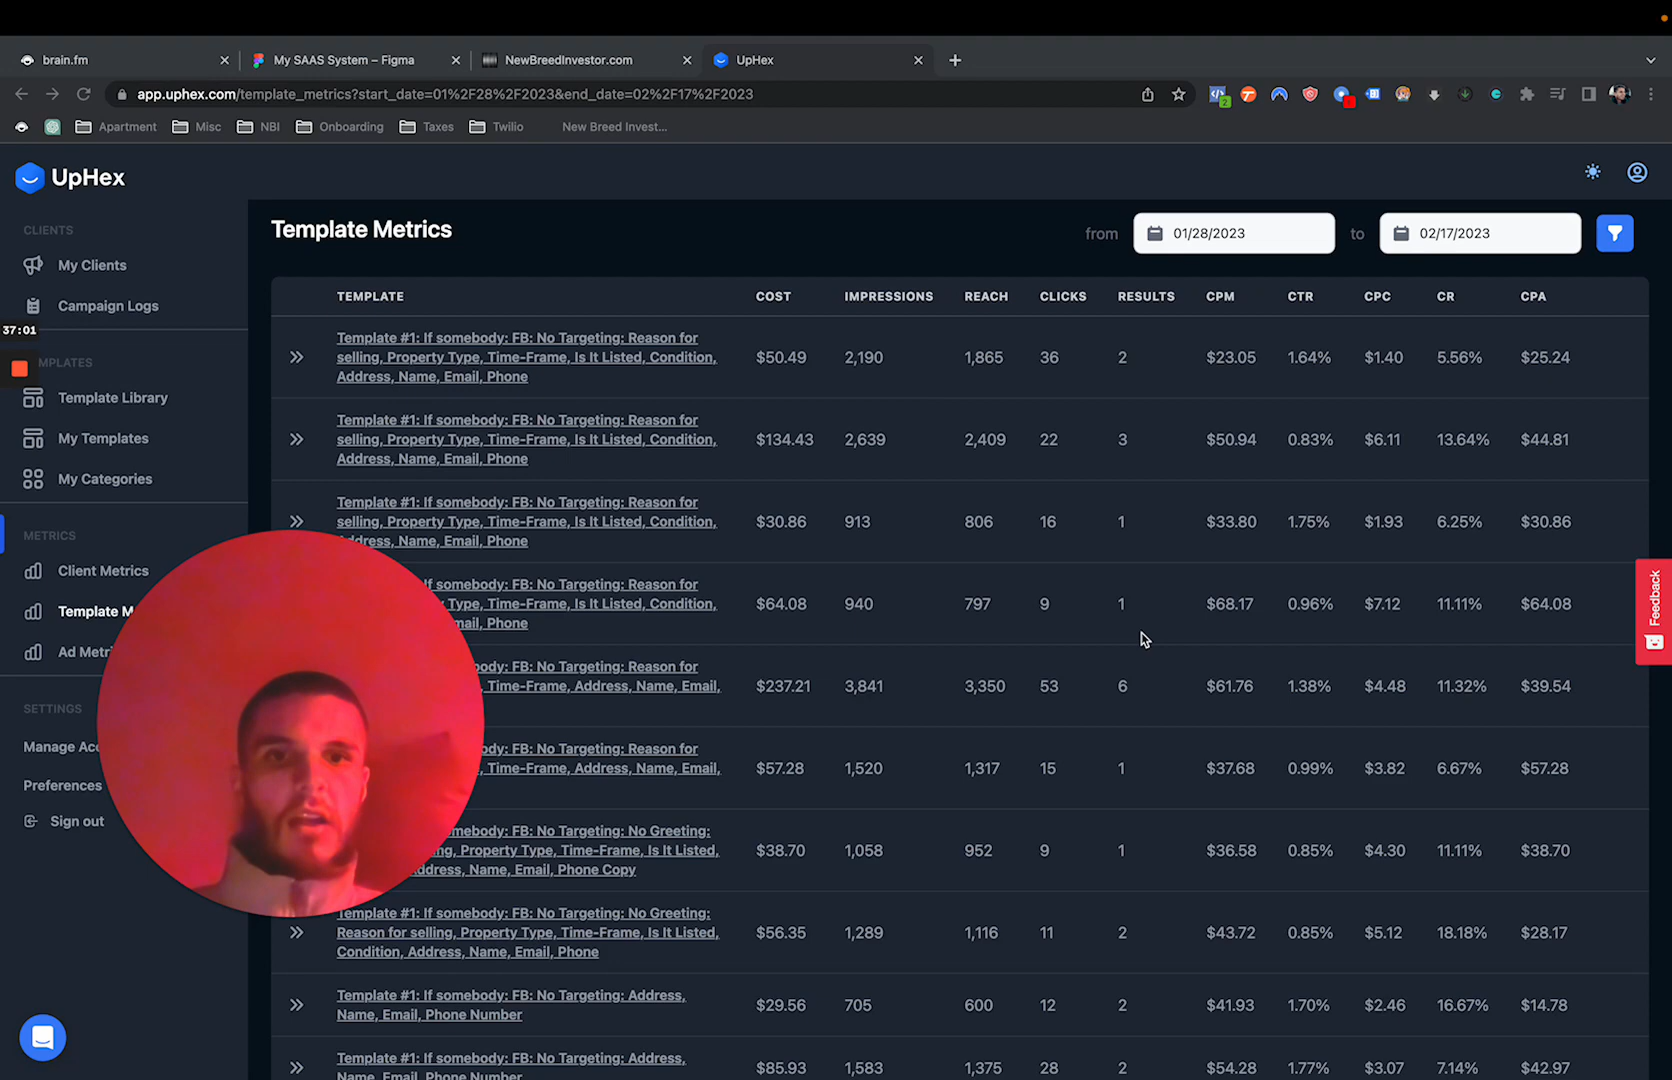 brain.fm
My SAAS System – Figma
NewBreedInvestor.com
UpHex
app.uphex.com/template_metrics?start_date=01%2F28%2F2023&end_date=02%2F17%2F2023
2
Apartment
Misc
NBI
Onboarding
Taxes
Twilio
New Breed Invest...
UpHex
CLIENTS
My Clients
Campaign Logs
37:01
MPLATES
Template Library
My Templates
My Categories
METRICS
Client Metrics
Template M
Ad Metri
SETTINGS
Manage Acc
Preferences
Sign out
Template Metrics
from
01/28/2023
to
02/17/2023
TEMPLATE COST IMPRESSIONS REACH CLICKS RESULTS CPM CTR CPC CR CPA
Template #1: If somebody: FB: No Targeting: Reason for
selling, Property Type, Time-Frame, Is It Listed, Condition,
Address, Name, Email, Phone
$50.49 2,190 1,865 36 2 $23.05 1.64% $1.40 5.56% $25.24
Template #1: If somebody: FB: No Targeting: Reason for
selling, Property Type, Time-Frame, Is It Listed, Condition,
Address, Name, Email, Phone
$134.43 2,639 2,409 22 3 $50.94 0.83% $6.11 13.64% $44.81
Template #1: If somebody: FB: No Targeting: Reason for
selling, Property Type, Time-Frame, Is It Listed, Condition,
ddress, Name, Email, Phone
$30.86 913 806 16 1 $33.80 1.75% $1.93 6.25% $30.86
If somebody: FB: No Targeting: Reason for
Type, Time-Frame, Is It Listed, Condition,
mail, Phone
$64.08 940 797 9 1 $68.17 0.96% $7.12 11.11% $64.08
body: FB: No Targeting: Reason for
, Time-Frame, Address, Name, Email,
$237.21 3,841 3,350 53 6 $61.76 1.38% $4.48 11.32% $39.54
body: FB: No Targeting: Reason for
, Time-Frame, Address, Name, Email,
$57.28 1,520 1,317 15 1 $37.68 0.99% $3.82 6.67% $57.28
mebody: FB: No Targeting: No Greeting:
ng, Property Type, Time-Frame, Is It Listed,
ddress, Name, Email, Phone Copy
$38.70 1,058 952 9 1 $36.58 0.85% $4.30 11.11% $38.70
Template #1: If somebody: FB: No Targeting: No Greeting:
Reason for selling, Property Type, Time-Frame, Is It Listed,
Condition, Address, Name, Email, Phone
$56.35 1,289 1,116 11 2 $43.72 0.85% $5.12 18.18% $28.17
Template #1: If somebody: FB: No Targeting: Address,
Name, Email, Phone Number
$29.56 705 600 12 2 $41.93 1.70% $2.46 16.67% $14.78
Template #1: If somebody: FB: No Targeting: Address,
Name, Email, Phone Number
$85.93 1,583 1,375 28 2 $54.28 1.77% $3.07 7.14% $42.97
Feedback